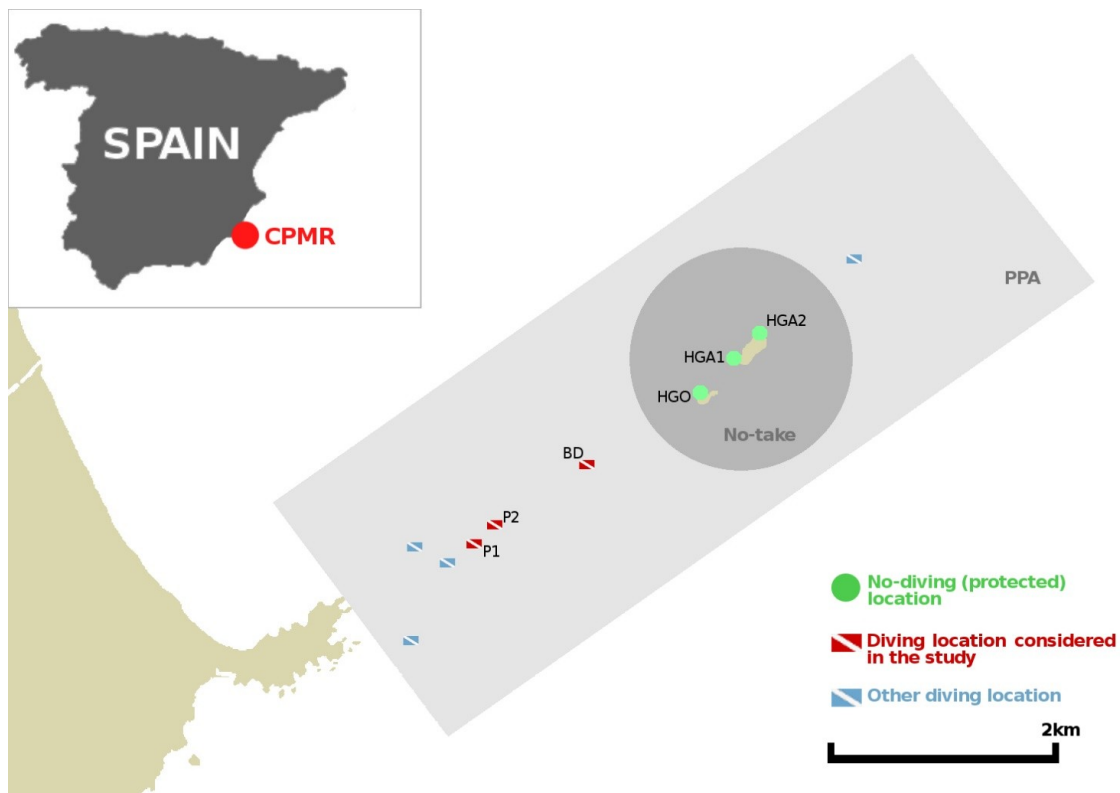 SPAIN
CPMR
PPA
HGA2
HGA1
HGO
No-take
BD
P2
P1
No-diving (protected)
location
Diving location considered
in the study
Other diving location
2km